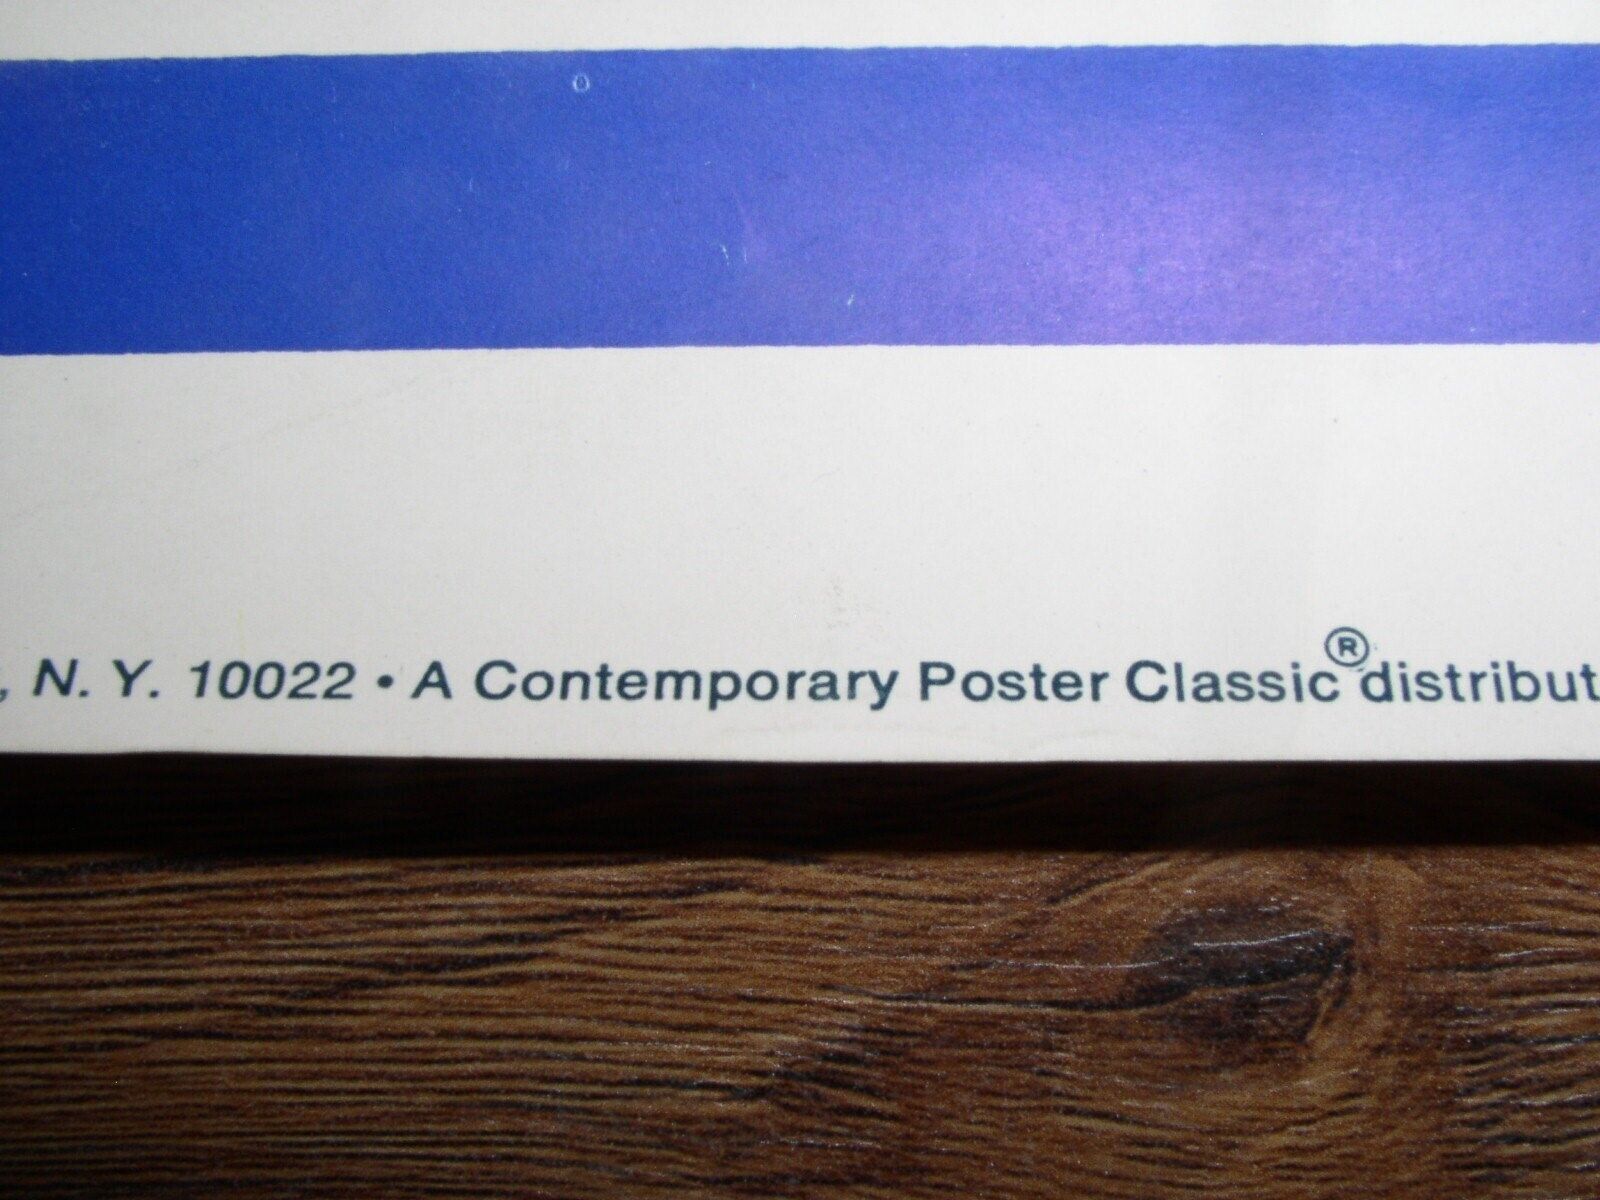 , N. Y. 10022 • A Contemporary Poster Classic® distribut